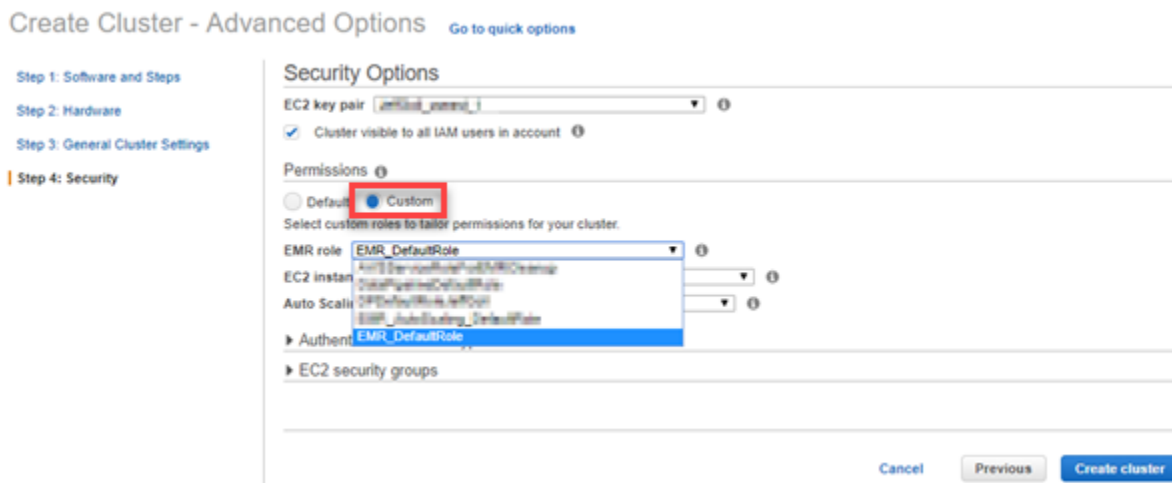 Create Cluster - Advanced Options Go to quick options
Step 1: Software and Steps
Step 2: Hardware
Step 3: General Cluster Settings
Step 4: Security
Security Options
EC2 key pair
Cluster visible to all IAM users in account
Permissions
Default Custom
Select custom roles to tailor permissions for your cluster.
EMR role EMR_DefaultRole
EC2 instan
Auto Scali
EMR_DefaultRole
Authent
EC2 security groups
Cancel Previous Create cluster